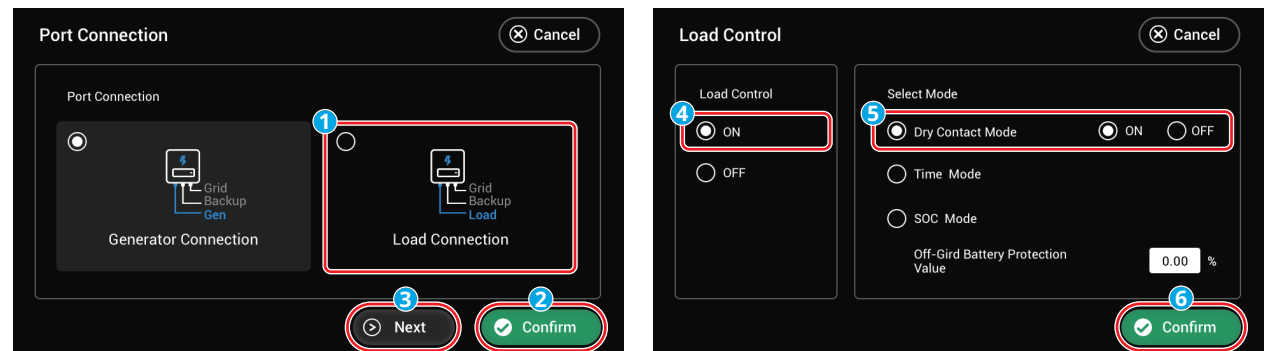 Port Connection
Cancel
Port Connection
1
Grid
Backup
Gen
Generator Connection
Grid
Backup
Load
Load Connection
3
Next
2
Confirm
Load Control
Cancel
Load Control
4
ON
OFF
Select Mode
5
Dry Contact Mode ON OFF
Time Mode
SOC Mode
Off-Gird Battery Protection
Value
0.00 %
6
Confirm